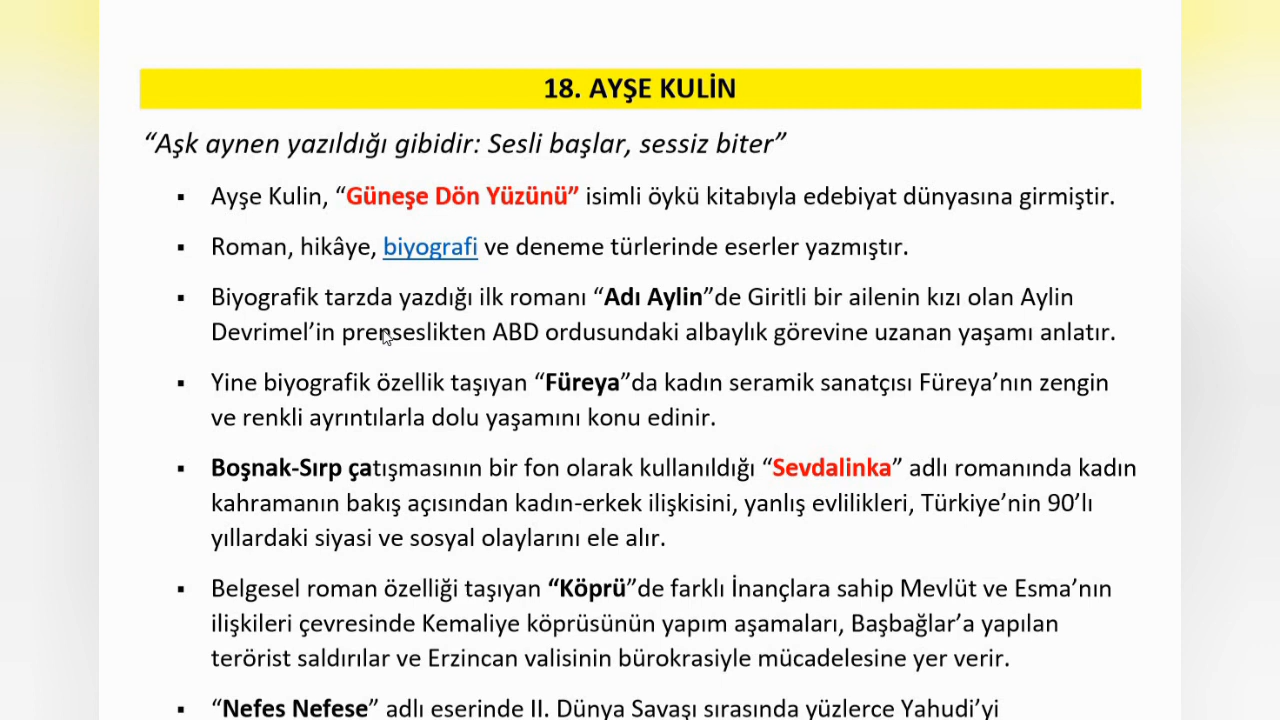 18. AYŞE KULİN
“Aşk aynen yazıldığı gibidir: Sesli başlar, sessiz biter”
▪ Ayşe Kulin, “Güneşe Dön Yüzünü” isimli öykü kitabıyla edebiyat dünyasına girmiştir.
▪ Roman, hikâye, biyografi ve deneme türlerinde eserler yazmıştır.
▪ Biyografik tarzda yazdığı ilk romanı “Adı Aylin”de Giritli bir ailenin kızı olan Aylin
Devrimel’in prenseslikten ABD ordusundaki albaylık görevine uzanan yaşamı anlatır.
▪ Yine biyografik özellik taşıyan “Füreya”da kadın seramik sanatçısı Füreya’nın zengin
ve renkli ayrıntılarla dolu yaşamını konu edinir.
▪ Boşnak-Sırp çatışmasının bir fon olarak kullanıldığı “Sevdalinka” adlı romanında kadın
kahramanın bakış açısından kadın-erkek ilişkisini, yanlış evlilikleri, Türkiye’nin 90’lı
yıllardaki siyasi ve sosyal olaylarını ele alır.
▪ Belgesel roman özelliği taşıyan “Köprü”de farklı İnançlara sahip Mevlüt ve Esma’nın
ilişkileri çevresinde Kemaliye köprüsünün yapım aşamaları, Başbağlar’a yapılan
terörist saldırılar ve Erzincan valisinin bürokrasiyle mücadelesine yer verir.
▪ “Nefes Nefese” adlı eserinde II. Dünya Savaşı sırasında yüzlerce Yahudi’yi